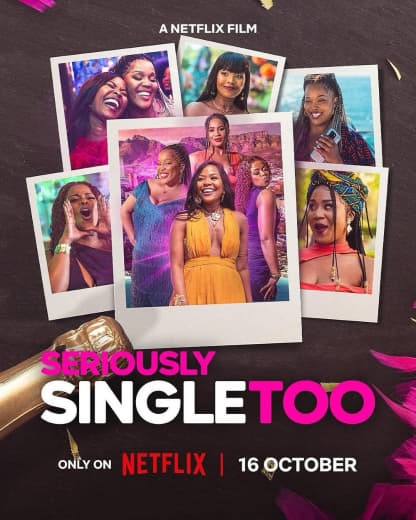 A NETFLIX FILM
SERIOUSLY
SINGLETOO
ONLY ON NETFLIX | 16 OCTOBER